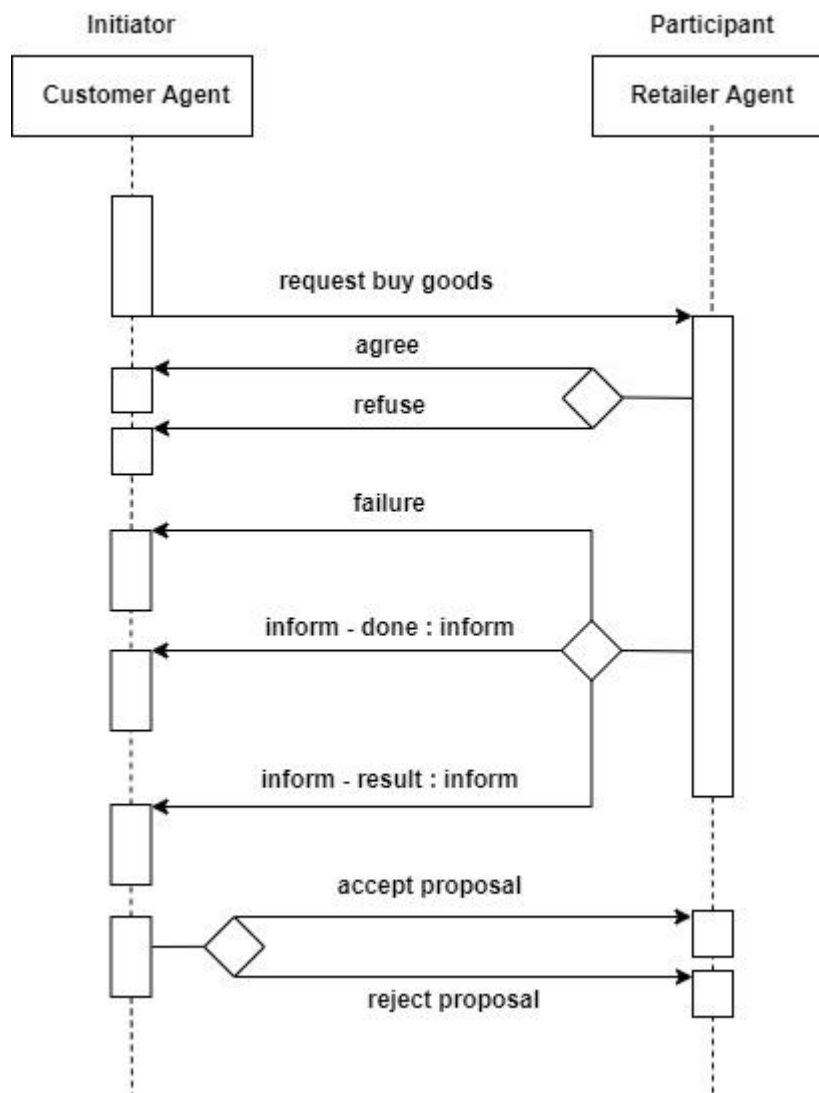 Initiator
Participant
Customer Agent
Retailer Agent
request buy goods
agree
refuse
failure
inform - done : inform
inform - result : inform
accept proposal
reject proposal